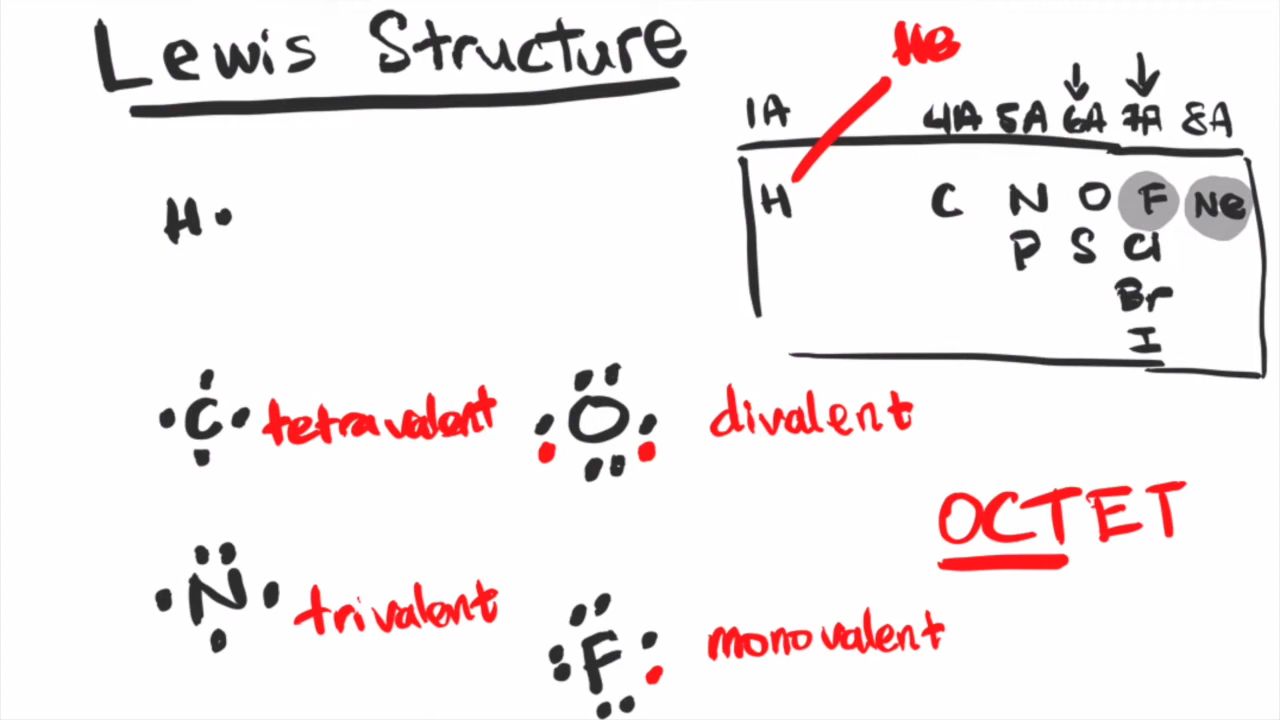 Lewis Structure
He
1A 4A 5A 6A 7A 8A
H C N O F Ne
P S Cl
Br
I
H
C tetravalent
O divalent
OCTET
N trivalent
F monovalent